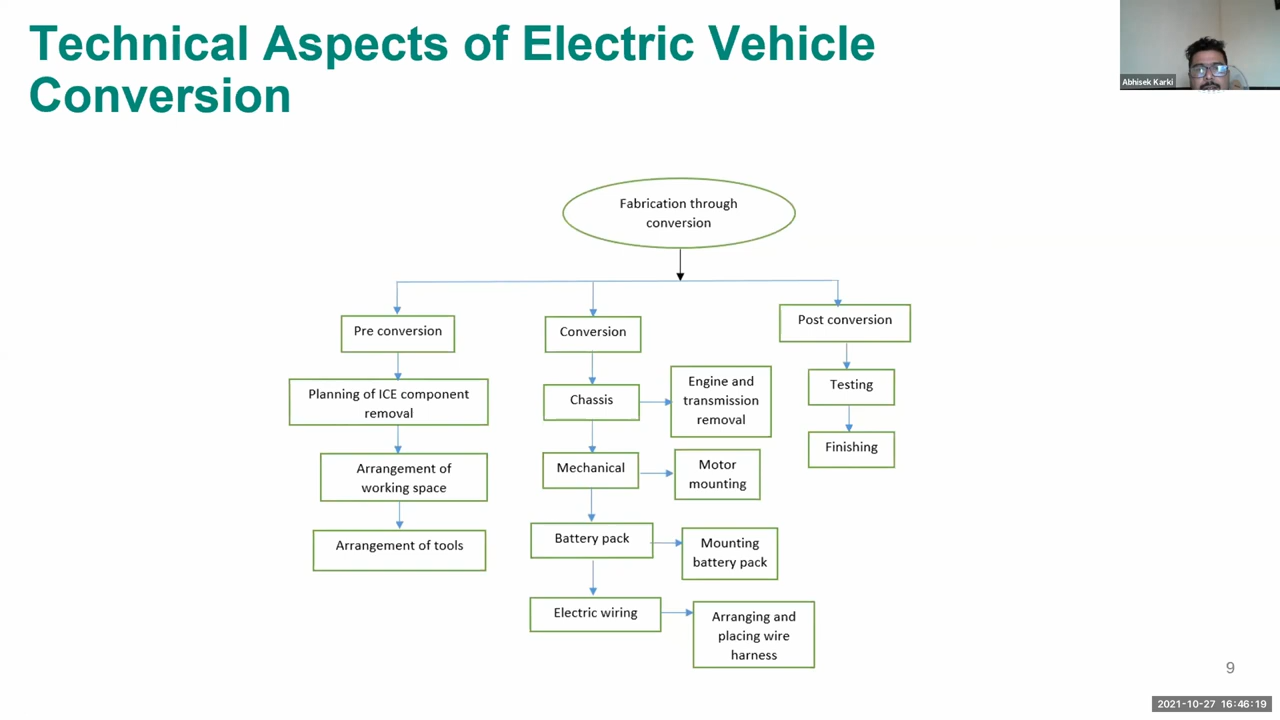 Technical Aspects of Electric Vehicle
Conversion
Abhisek Karki
Fabrication through
conversion
Pre conversion
Planning of ICE component
removal
Arrangement of
working space
Arrangement of tools
Conversion
Chassis
Engine and
transmission
removal
Mechanical
Motor
mounting
Battery pack
Mounting
battery pack
Electric wiring
Arranging and
placing wire
harness
Post conversion
Testing
Finishing
9
2021-10-27 16:46:19